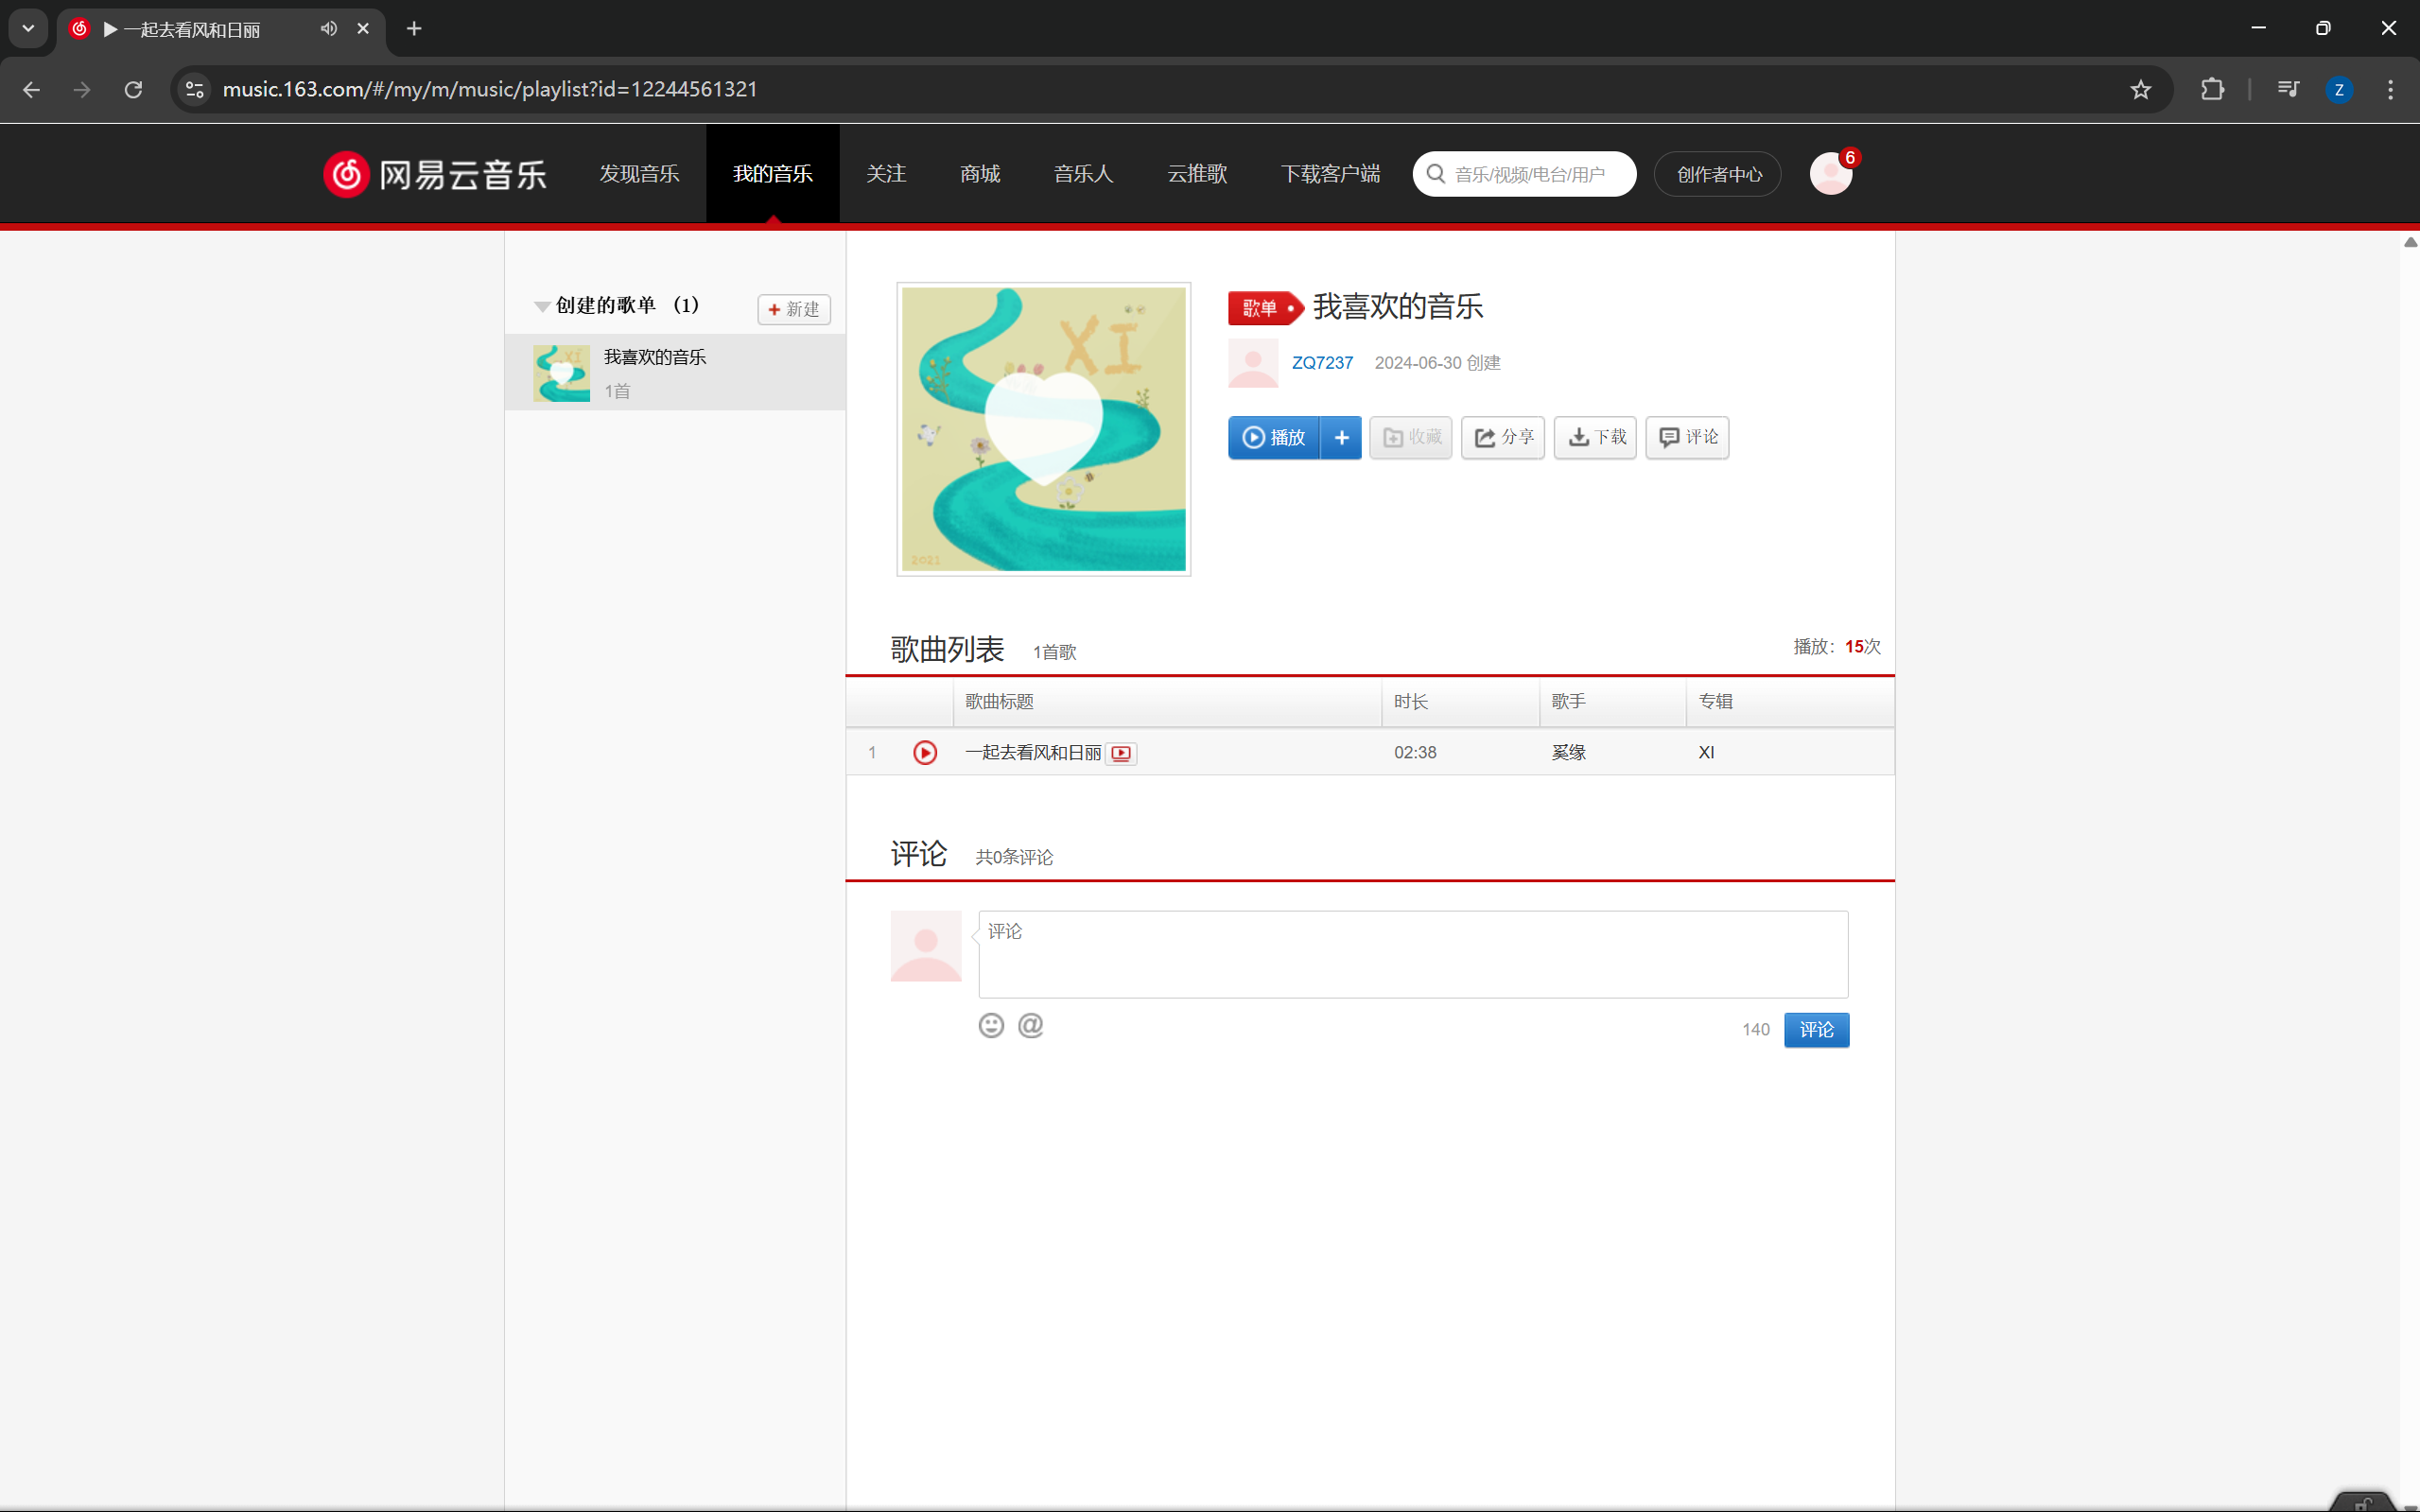 一起去看风和日丽
music.163.com/#/my/m/music/playlist?id=12244561321
Z
网易云音乐
发现音乐
我的音乐
关注
商城
音乐人
云推歌
下载客户端
音乐/视频/电台/用户
创作者中心
6
创建的歌单 (1)
新建
我喜欢的音乐
1首
XI
2021
歌单
我喜欢的音乐
ZQ7237 2024-06-30 创建
播放
收藏
分享
下载
评论
歌曲列表 1首歌
播放：15次
歌曲标题 时长 歌手 专辑
1 一起去看风和日丽 02:38 奚缘 XI
评论 共0条评论
评论
@
140
评论